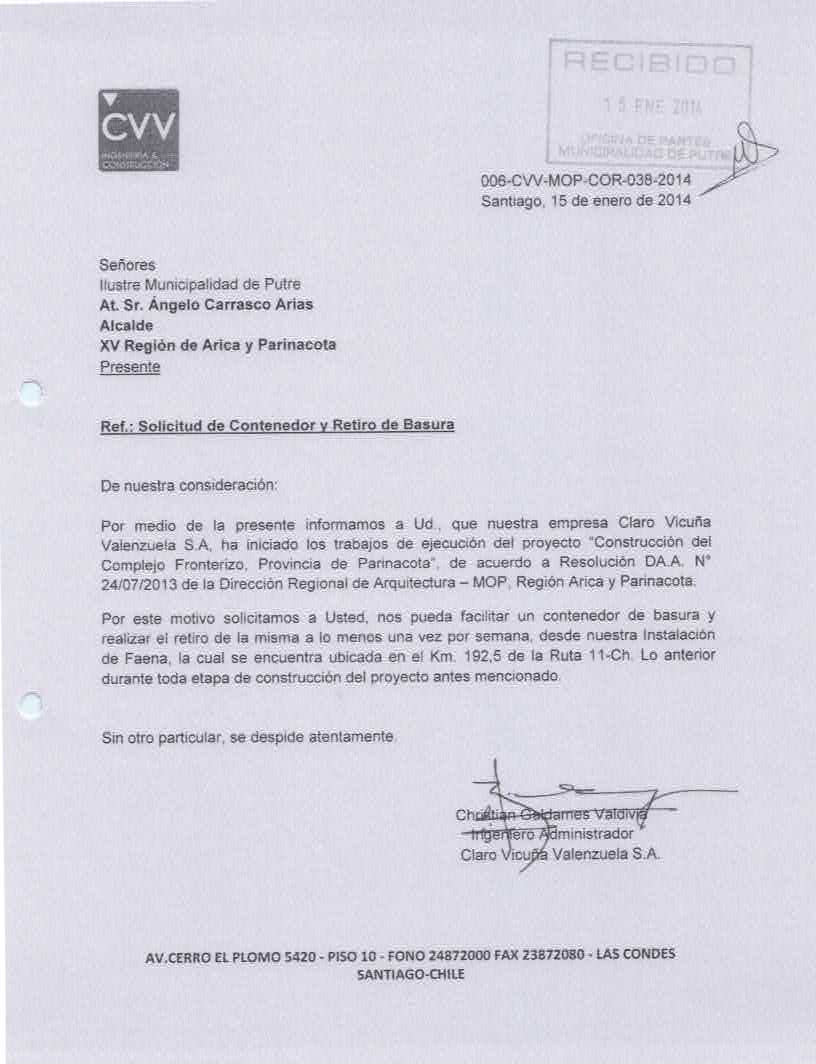 RECIBIDO
15 ENE 2014
OFICINA DE PARTES
MUNICIPALIDAD DE PUTRE
CVV
INGENIERIA &
CONSTRUCCIÓN
006-CVV-MOP-COR-038-2014
Santiago, 15 de enero de 2014
Señores
Ilustre Municipalidad de Putre
At. Sr. Ángelo Carrasco Arias
Alcalde
XV Región de Arica y Parinacota
Presente
Ref.: Solicitud de Contenedor y Retiro de Basura
De nuestra consideración:
Por medio de la presente informamos a Ud., que nuestra empresa Claro Vicuña
Valenzuela S.A, ha iniciado los trabajos de ejecución del proyecto "Construcción del
Complejo Fronterizo, Provincia de Parinacota", de acuerdo a Resolución DA.A. N°
24/07/2013 de la Dirección Regional de Arquitectura – MOP, Región Arica y Parinacota.
Por este motivo solicitamos a Usted, nos pueda facilitar un contenedor de basura y
realizar el retiro de la misma a lo menos una vez por semana, desde nuestra Instalación
de Faena, la cual se encuentra ubicada en el Km. 192,5 de la Ruta 11-Ch. Lo anterior
durante toda etapa de construcción del proyecto antes mencionado.
Sin otro particular, se despide atentamente.
Christian Galdames Valdivia
Ingeniero Administrador
Claro Vicuña Valenzuela S.A.
AV.CERRO EL PLOMO 5420 - PISO 10 - FONO 24872000 FAX 23872080 - LAS CONDES
SANTIAGO-CHILE